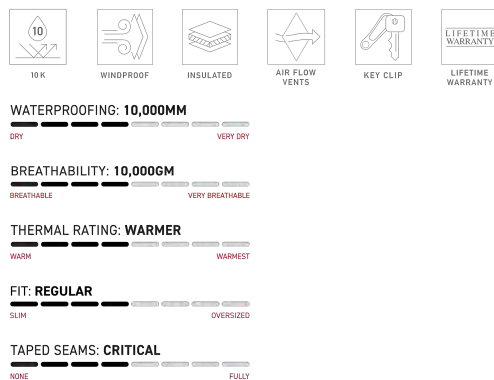 10
LIFETIME
WARRANTY
10 K
WINDPROOF
INSULATED
AIR FLOW
VENTS
KEY CLIP
LIFETIME
WARRANTY
WATERPROOFING: 10,000MM
DRY
VERY DRY
BREATHABILITY: 10,000GM
BREATHABLE
VERY BREATHABLE
THERMAL RATING: WARMER
WARM
WARMEST
FIT: REGULAR
SLIM
OVERSIZED
TAPED SEAMS: CRITICAL
NONE
FULLY